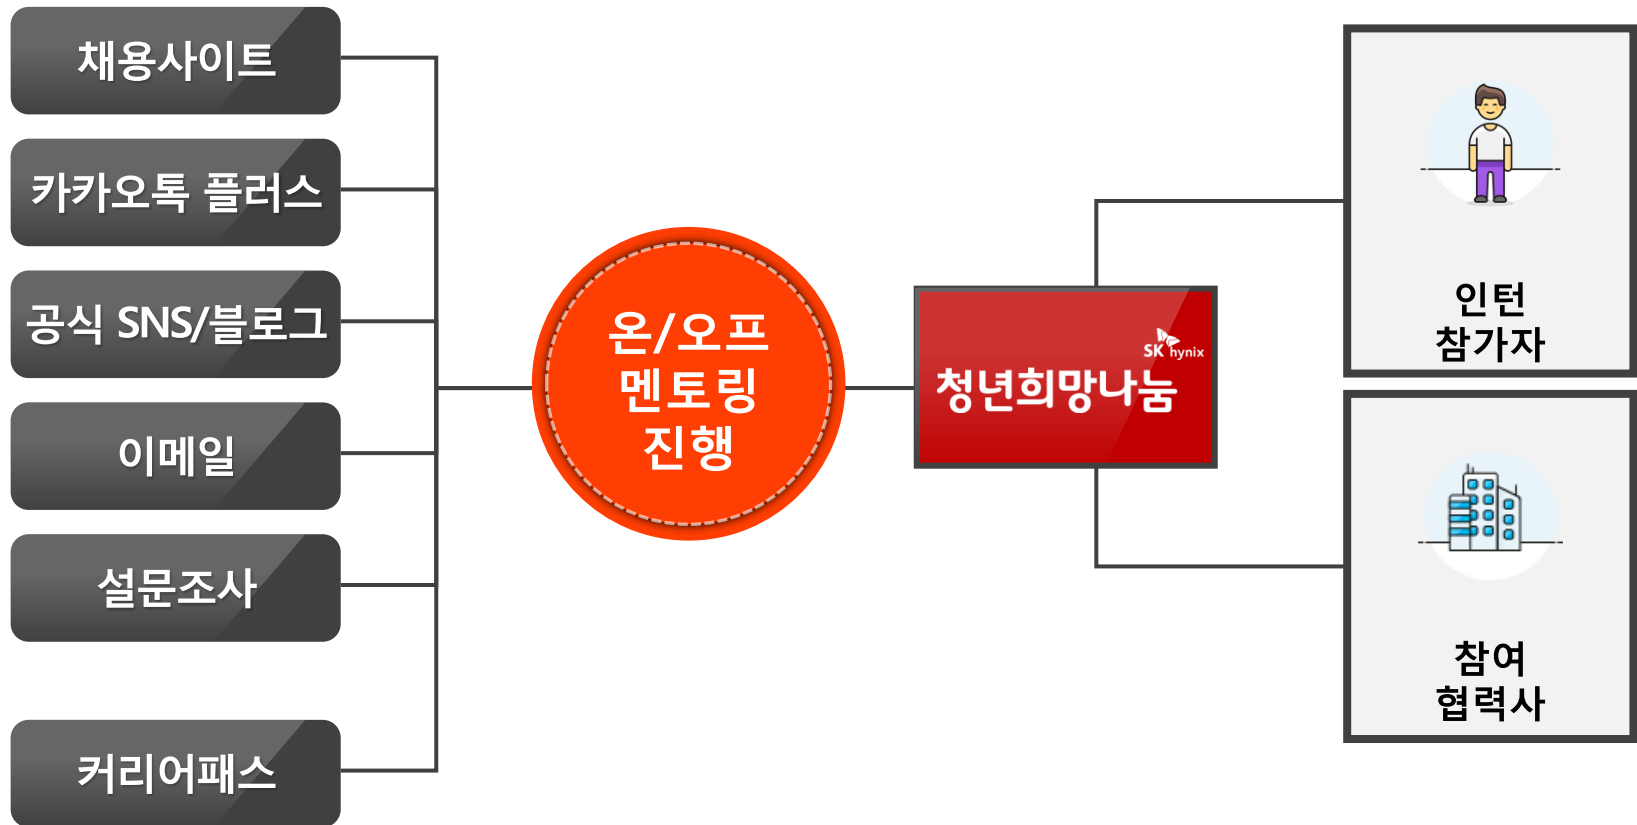 채용사이트
카카오톡 플러스
공식 SNS/블로그
이메일
설문조사
커리어패스
온/오프
멘토링
진행
SK hynix
청년희망나눔
인턴
참가자
참여
협력사